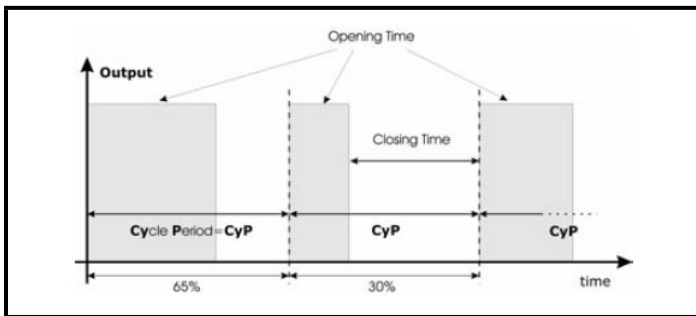 Opening Time
Output
Closing Time
Cycle Period=CyP
CyP
CyP
65%
30%
time